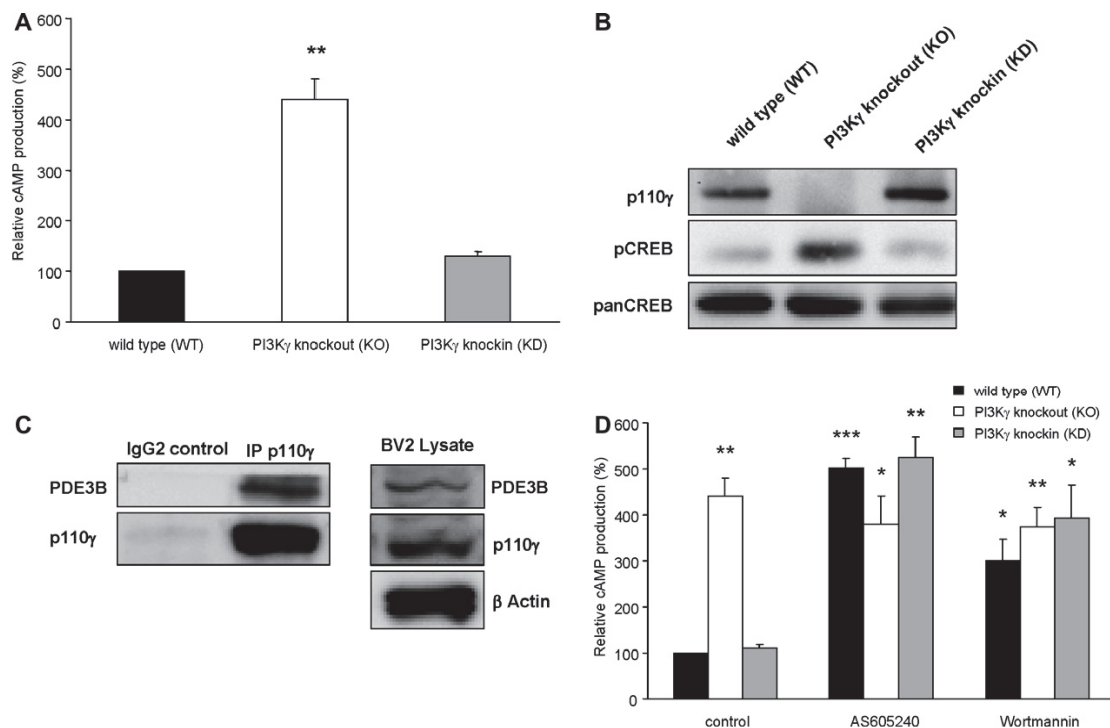 A
Relative cAMP production (%)
600
500
400
300
200
100
0
**
wild type (WT)
PI3Kγ knockout (KO)
PI3Kγ knockin (KD)
B
wild type (WT)
PI3Kγ knockout (KO)
PI3Kγ knockin (KD)
p110γ
pCREB
panCREB
C
IgG2 control
IP p110γ
PDE3B
p110γ
BV2 Lysate
PDE3B
p110γ
β Actin
D
wild type (WT)
PI3Kγ knockout (KO)
PI3Kγ knockin (KD)
Relative cAMP production (%)
600
500
400
300
200
100
0
**
***
*
**
*
**
*
control
AS605240
Wortmannin